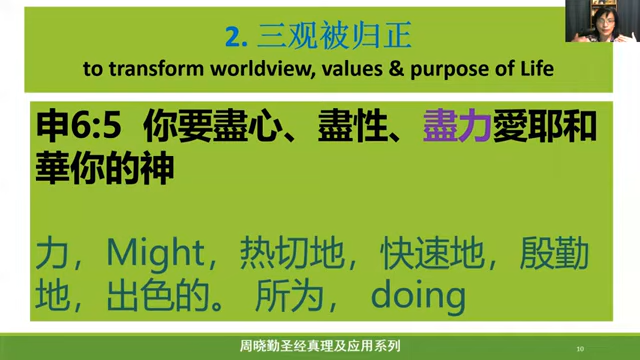 2. 三观被归正
to transform worldview, values & purpose of Life
申6:5  你要盡心、盡性、盡力愛耶和
華你的神
力，Might，热切地，快速地，殷勤
地，出色的。 所为， doing
周晓勤圣经真理及应用系列
10